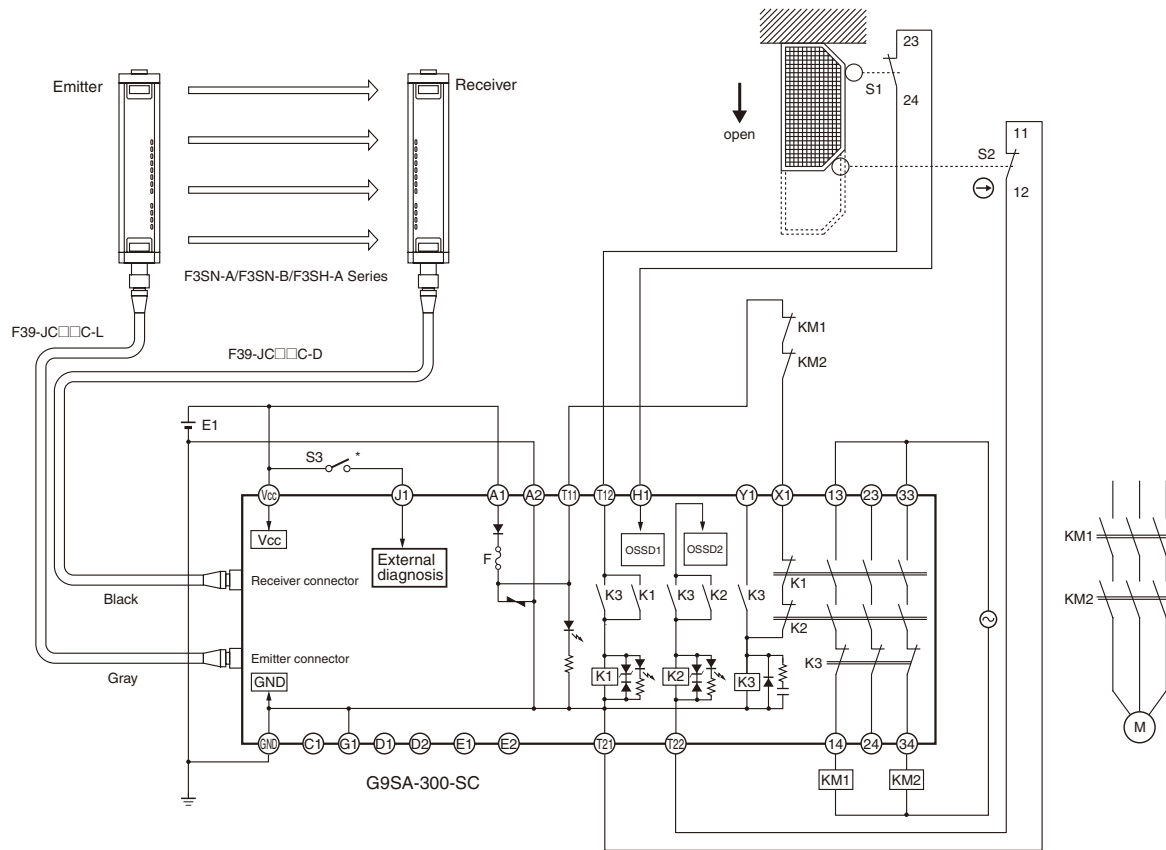 Emitter
Receiver
F3SN-A/F3SN-B/F3SH-A Series
F39-JC□□C-L
F39-JC□□C-D
open
S1
23
24
S2
11
12
KM1
KM2
E1
S3 *
Vcc
J1
A1
A2
T11
T12
H1
Y1
X1
13
23
33
Vcc
External
diagnosis
F
OSSD1
OSSD2
Receiver connector
Black
K3
K1
K3
K2
K3
K1
K2
K3
Emitter connector
Gray
GND
K1
K2
K3
GND
C1
G1
D1
D2
E1
E2
T21
T22
14
24
34
KM1
KM2
G9SA-300-SC
KM1
KM2
M